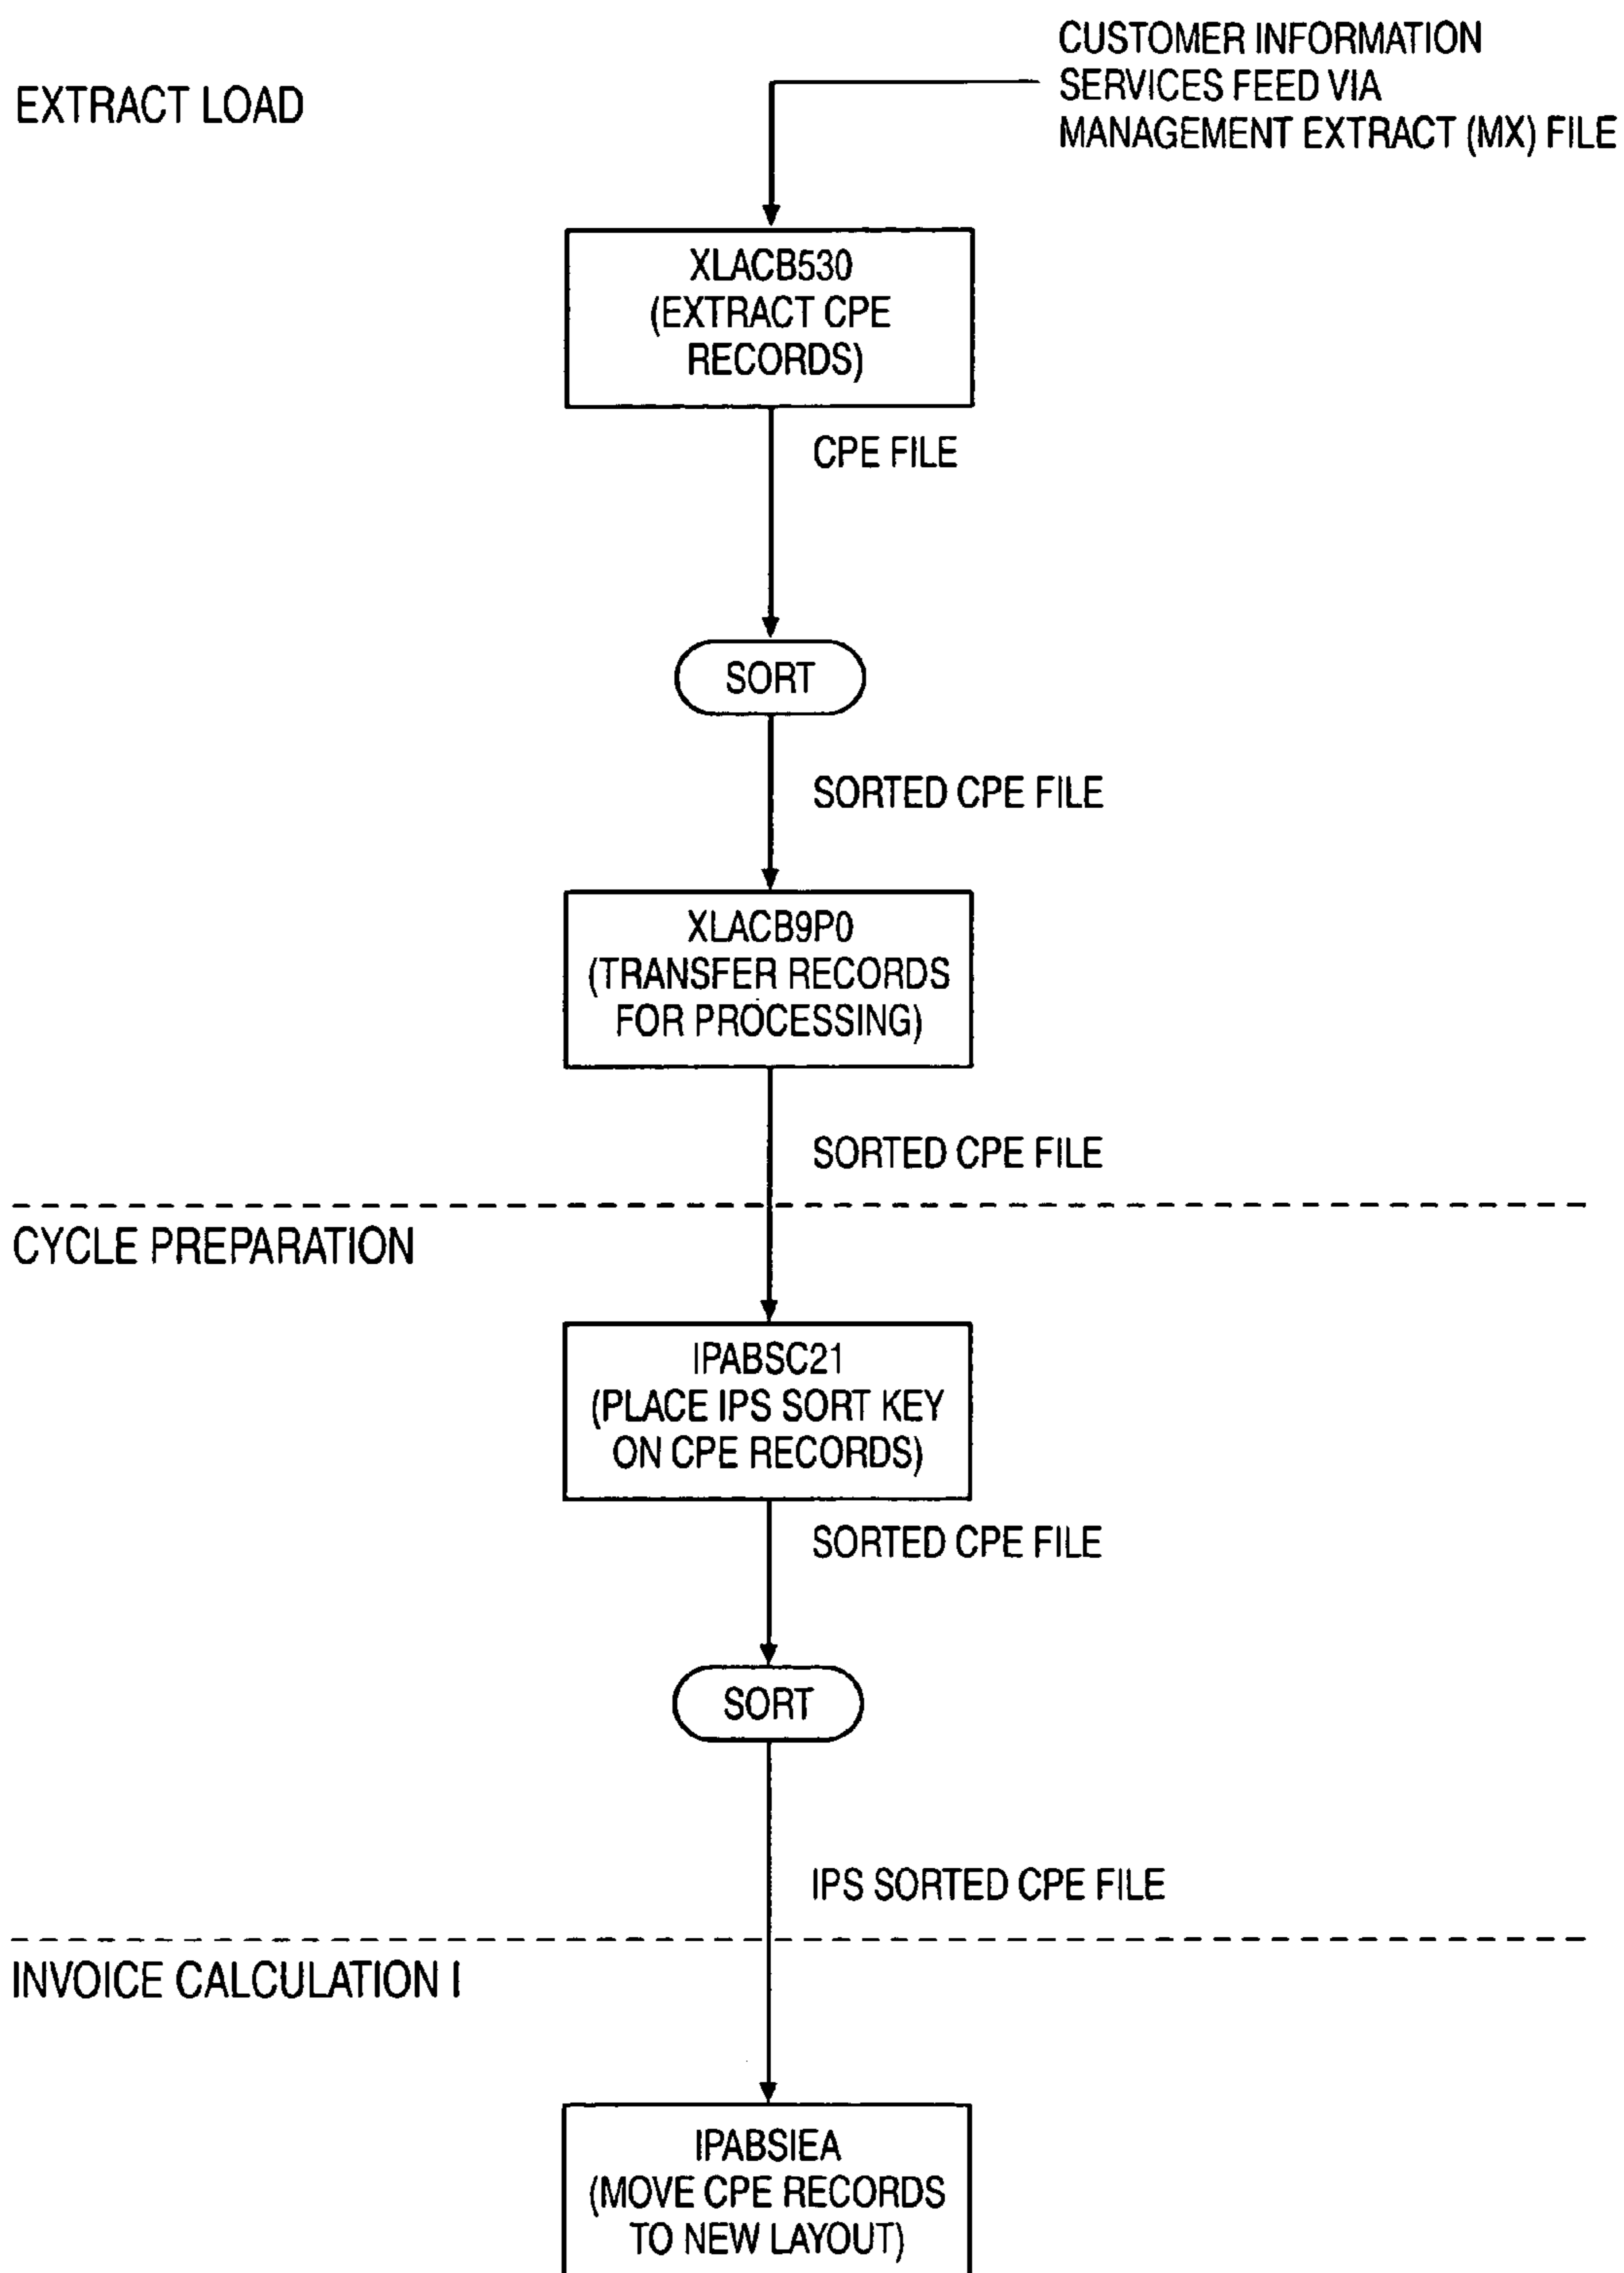 CUSTOMER INFORMATION
SERVICES FEED VIA
MANAGEMENT EXTRACT (MX) FILE
EXTRACT LOAD
XLACB530
(EXTRACT CPE
RECORDS)
CPE FILE
SORT
SORTED CPE FILE
XLACB9P0
(TRANSFER RECORDS
FOR PROCESSING)
SORTED CPE FILE
CYCLE PREPARATION
IPABSC21
(PLACE IPS SORT KEY
ON CPE RECORDS)
SORTED CPE FILE
SORT
IPS SORTED CPE FILE
INVOICE CALCULATION I
IPABSIEA
(MOVE CPE RECORDS
TO NEW LAYOUT)